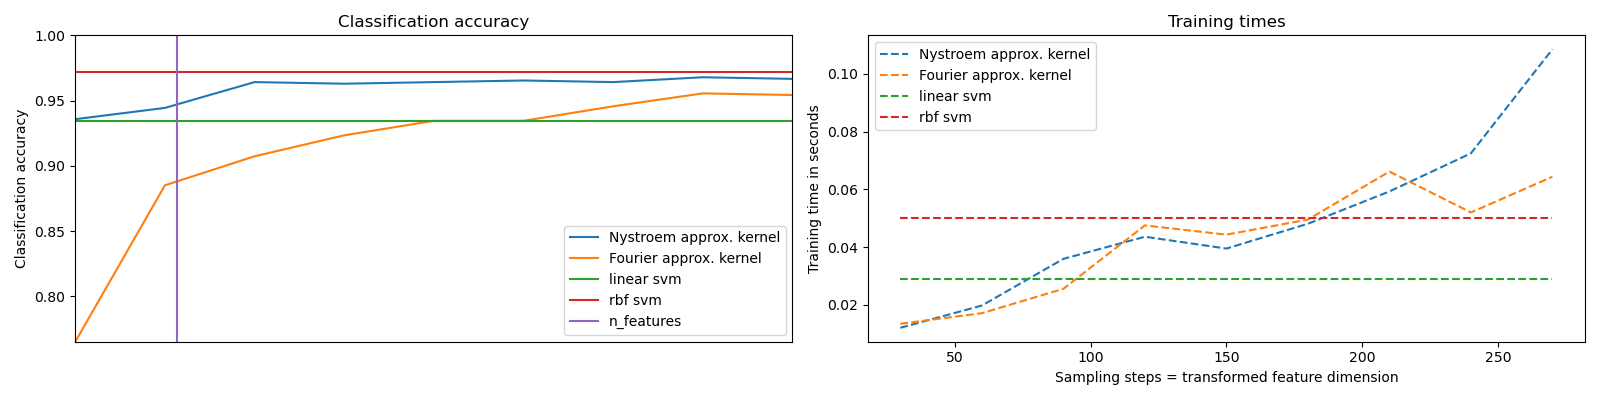 Classification accuracy
Classification accuracy
1.00
0.95
0.90
0.85
0.80
Nystroem approx. kernel
Fourier approx. kernel
linear svm
rbf svm
n_features
Training times
Training time in seconds
0.10
0.08
0.06
0.04
0.02
Nystroem approx. kernel
Fourier approx. kernel
linear svm
rbf svm
50 100 150 200 250
Sampling steps = transformed feature dimension